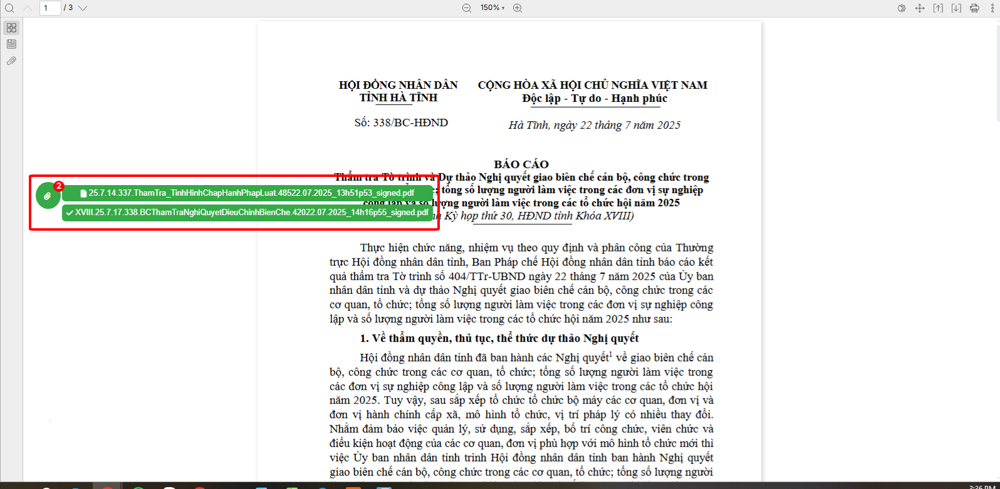 1 / 3
150%
HỘI ĐỒNG NHÂN DÂN
TỈNH HÀ TĨNH
CỘNG HÒA XÃ HỘI CHỦ NGHĨA VIỆT NAM
Độc lập - Tự do - Hạnh phúc
Số: 338/BC-HĐND
Hà Tĩnh, ngày 22 tháng 7 năm 2025
BÁO CÁO
Thẩm tra Tờ trình và Dự thảo Nghị quyết giao biên chế cán bộ, công chức trong
tổng số lượng người làm việc trong các đơn vị sự nghiệp
công lập và số lượng người làm việc trong các tổ chức hội năm 2025
Kỳ họp thứ 30, HĐND tỉnh Khóa XVIII)
2
25.7.14.337.ThamTra_TinhHinhChapHanhPhapLuat.48522.07.2025_13h51p53_signed.pdf
XVIII.25.7.17.338.BCThamTraNghiQuyetDieuChinhBienChe.42022.07.2025_14h16p55_signed.pdf
Thực hiện chức năng, nhiệm vụ theo quy định và phân công của Thường
trực Hội đồng nhân dân tỉnh, Ban Pháp chế Hội đồng nhân dân tỉnh báo cáo kết
quả thẩm tra Tờ trình số 404/TTr-UBND ngày 22 tháng 7 năm 2025 của Ủy ban
nhân dân tỉnh và dự thảo Nghị quyết giao biên chế cán bộ, công chức trong các
cơ quan, tổ chức; tổng số lượng người làm việc trong các đơn vị sự nghiệp công
lập và số lượng người làm việc trong các tổ chức hội năm 2025 như sau:
1. Về thẩm quyền, thủ tục, thể thức dự thảo Nghị quyết
Hội đồng nhân dân tỉnh đã ban hành các Nghị quyết1 về giao biên chế cán
bộ, công chức trong các cơ quan, tổ chức; tổng số lượng người làm việc trong
các đơn vị sự nghiệp công lập và số lượng người làm việc trong các tổ chức hội
năm 2025. Tuy vậy, sau sắp xếp tổ chức tổ chức bộ máy các cơ quan, đơn vị và
đơn vị hành chính cấp xã, mô hình tổ chức, vị trí pháp lý có nhiều thay đổi.
Nhằm đảm bảo việc quản lý, sử dụng, sắp xếp, bố trí công chức, viên chức và
điều kiện hoạt động của các cơ quan, đơn vị phù hợp với mô hình tổ chức mới thì
việc Ủy ban nhân dân tỉnh trình Hội đồng nhân dân tỉnh ban hành Nghị quyết
giao biên chế cán bộ, công chức trong các cơ quan, tổ chức; tổng số lượng người